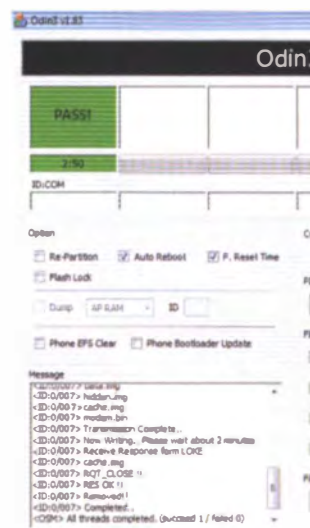 Odin3 v1.83
Odin3
PASS!
2:50
ID:COM
Option
Re-Partition Auto Reboot F. Reset Time
Flash Lock
Dump AP RAM ID
Phone EFS Clear Phone Bootloader Update
Message
<ID:0/007> hidden.img
<ID:0/007> cache.img
<ID:0/007> modem.bin
<ID:0/007> Transmission Complete..
<ID:0/007> Now Writing.. Please wait about 2 minutes
<ID:0/007> Receive Response form LOKE
<ID:0/007> cache.img
<ID:0/007> RQT_CLOSE !!
<ID:0/007> RES OK !!
<ID:0/007> Removed!!
<ID:0/007> Completed..
<OSM> All threads completed. (succeed 1 / failed 0)